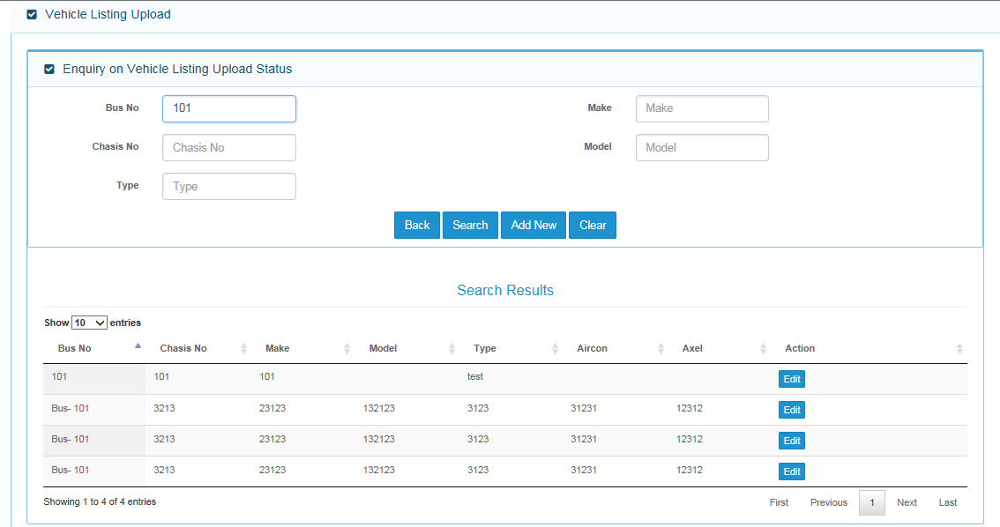 Vehicle Listing Upload
Enquiry on Vehicle Listing Upload Status
Bus No 101 Make Make
Chasis No Chasis No Model Model
Type Type
Back Search Add New Clear
Search Results
Show 10 entries
Bus No Chasis No Make Model Type Aircon Axel Action
101 101 101 test Edit
Bus- 101 3213 23123 132123 3123 31231 12312 Edit
Bus- 101 3213 23123 132123 3123 31231 12312 Edit
Bus- 101 3213 23123 132123 3123 31231 12312 Edit
Showing 1 to 4 of 4 entries First Previous 1 Next Last